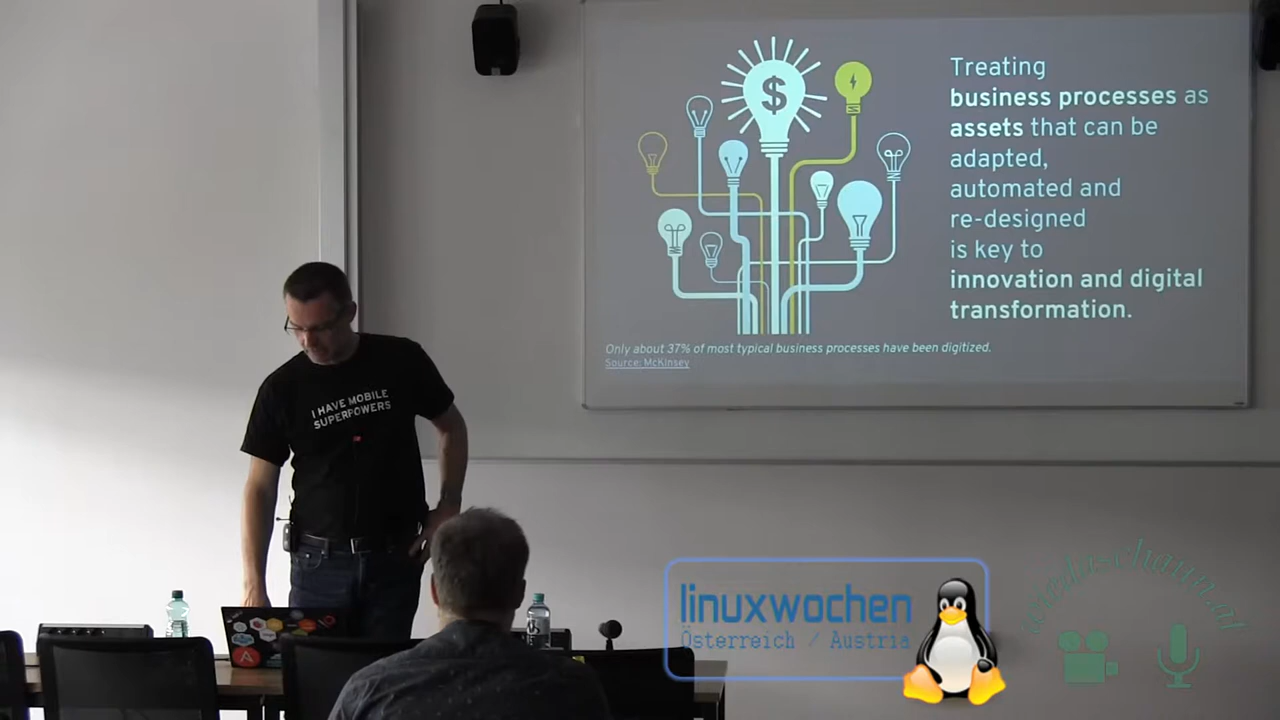 Treating
business processes as
assets that can be
adapted,
automated and
re-designed
is key to
innovation and digital
transformation.
Only about 37% of most typical business processes have been digitized.
Source: McKinsey
$
I HAVE MOBILE
SUPERPOWERS
linuxwochen
Österreich / Austria
A